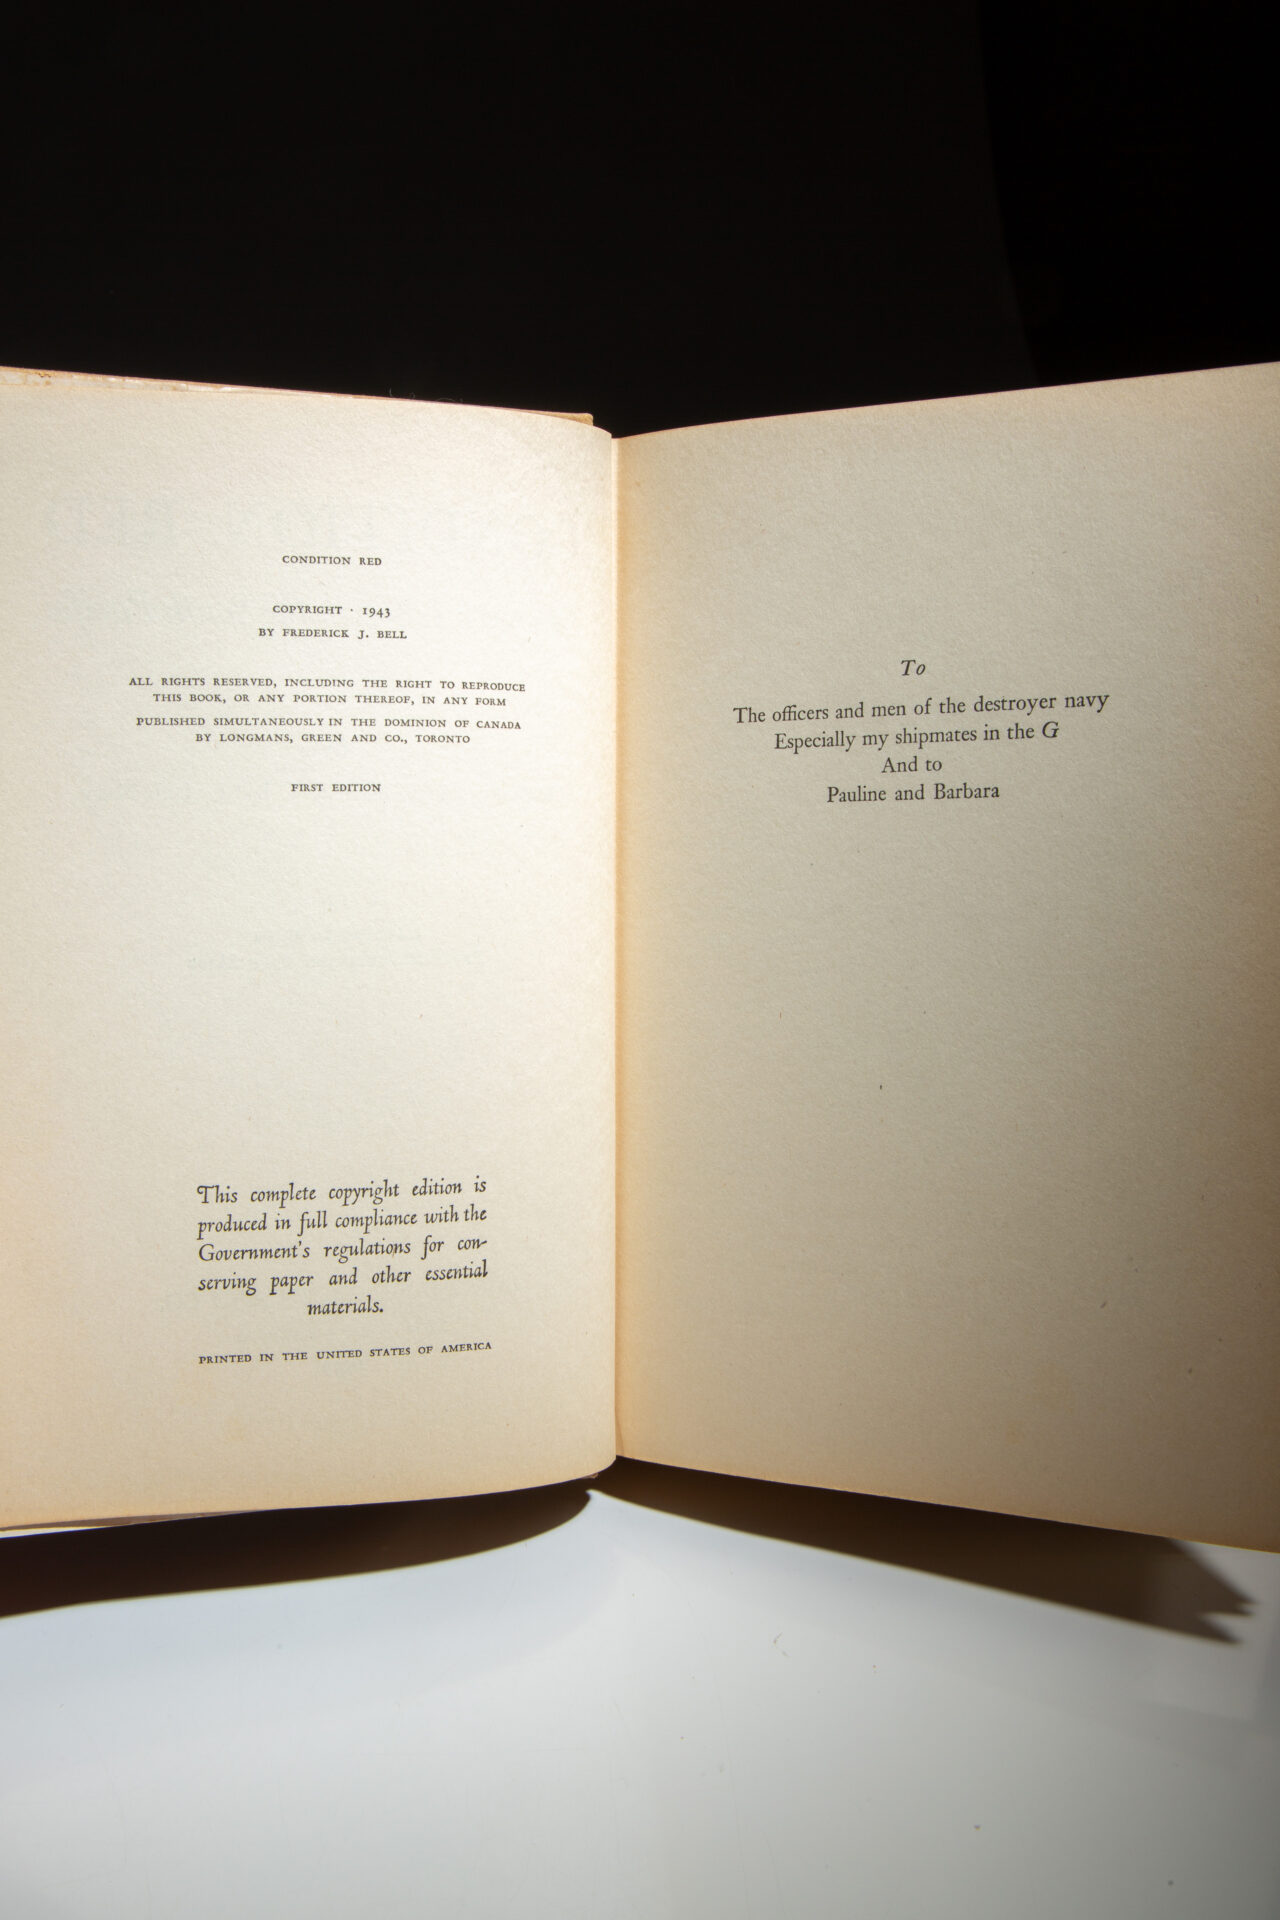 CONDITION RED
COPYRIGHT · 1943
BY FREDERICK J. BELL
ALL RIGHTS RESERVED, INCLUDING THE RIGHT TO REPRODUCE
THIS BOOK, OR ANY PORTION THEREOF, IN ANY FORM
PUBLISHED SIMULTANEOUSLY IN THE DOMINION OF CANADA
BY LONGMANS, GREEN AND CO., TORONTO
FIRST EDITION
This complete copyright edition is
produced in full compliance with the
Government's regulations for con-
serving paper and other essential
materials.
PRINTED IN THE UNITED STATES OF AMERICA
To
The officers and men of the destroyer navy
Especially my shipmates in the G
And to
Pauline and Barbara